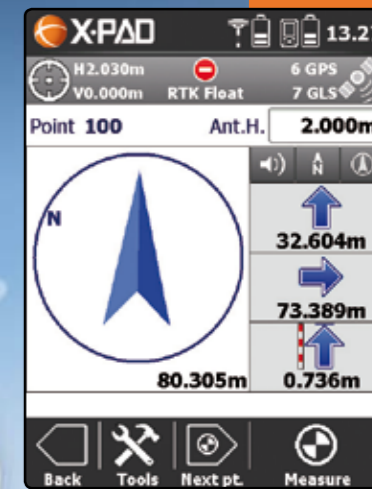 X-PAD 13.2
H2.030m 6 GPS
V0.000m RTK Float 7 GLS
Point 100 Ant.H. 2.000m
N N
32.604m
73.389m
80.305m 0.736m
Back Tools Next pt. Measure